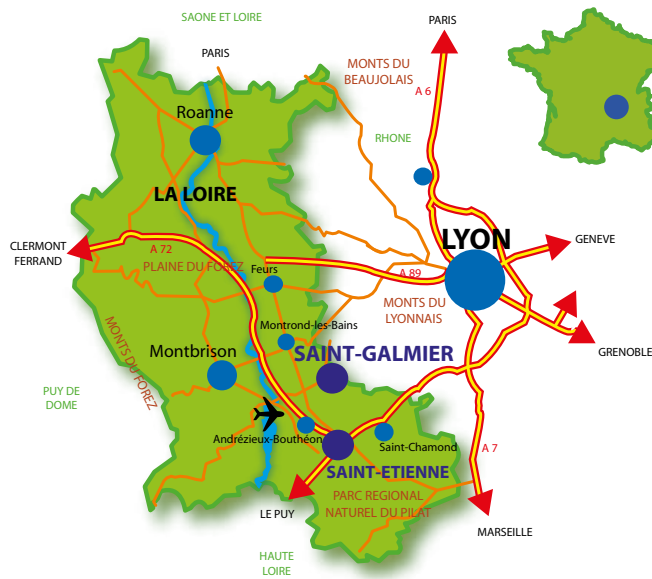 SAONE ET LOIRE
PARIS
PARIS
MONTS DU
BEAUJOLAIS
A 6
Roanne
RHONE
LA LOIRE
LYON
CLERMONT
FERRAND
A 72
GENEVE
PLAINE DU FOREZ
Feurs
A 89
MONTS DU
LYONNAIS
Montrond-les-Bains
MONTS DU FOREZ
Montbrison
SAINT-GALMIER
GRENOBLE
PUY DE
DOME
Andrézieux-Bouthéon
Saint-Chamond
A 7
SAINT-ETIENNE
PARC REGIONAL
NATUREL DU PILAT
LE PUY
MARSEILLE
HAUTE
LOIRE